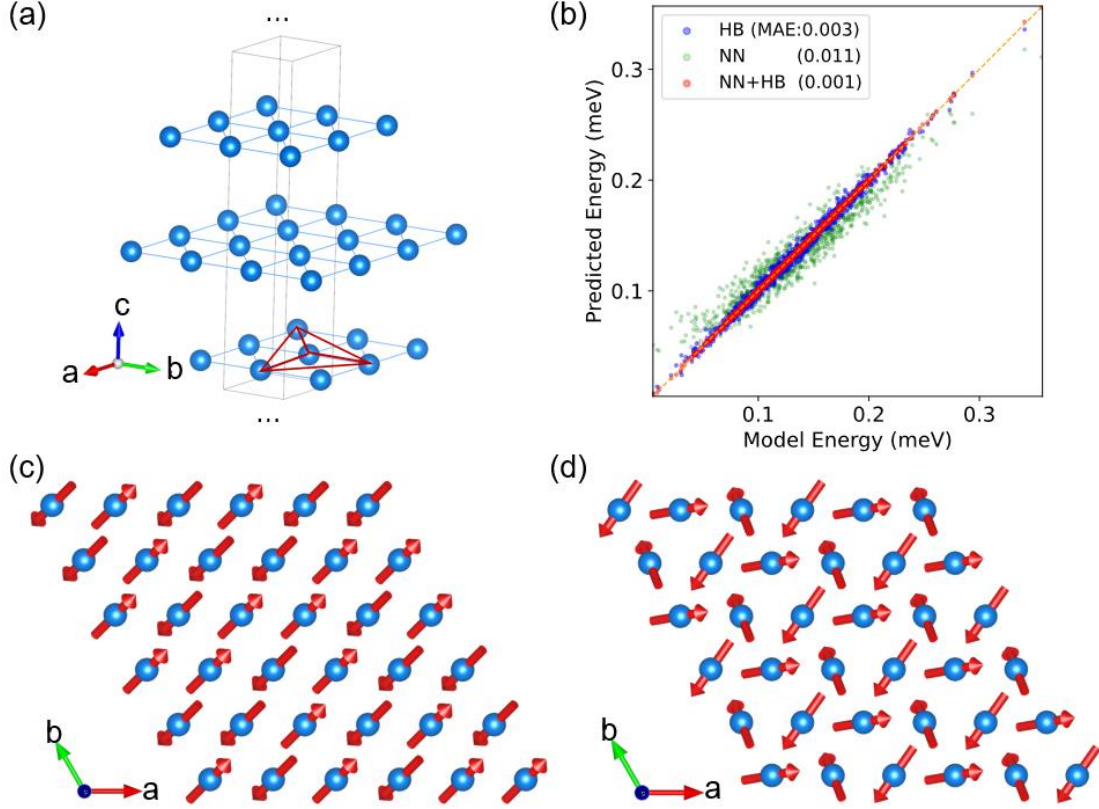 (a)
...
c
a
b
...
(b)
HB (MAE:0.003)
NN (0.011)
NN+HB (0.001)
Predicted Energy (meV)
0.3
0.2
0.1
0.1 0.2 0.3
Model Energy (meV)
(c)
b
a
(d)
b
a